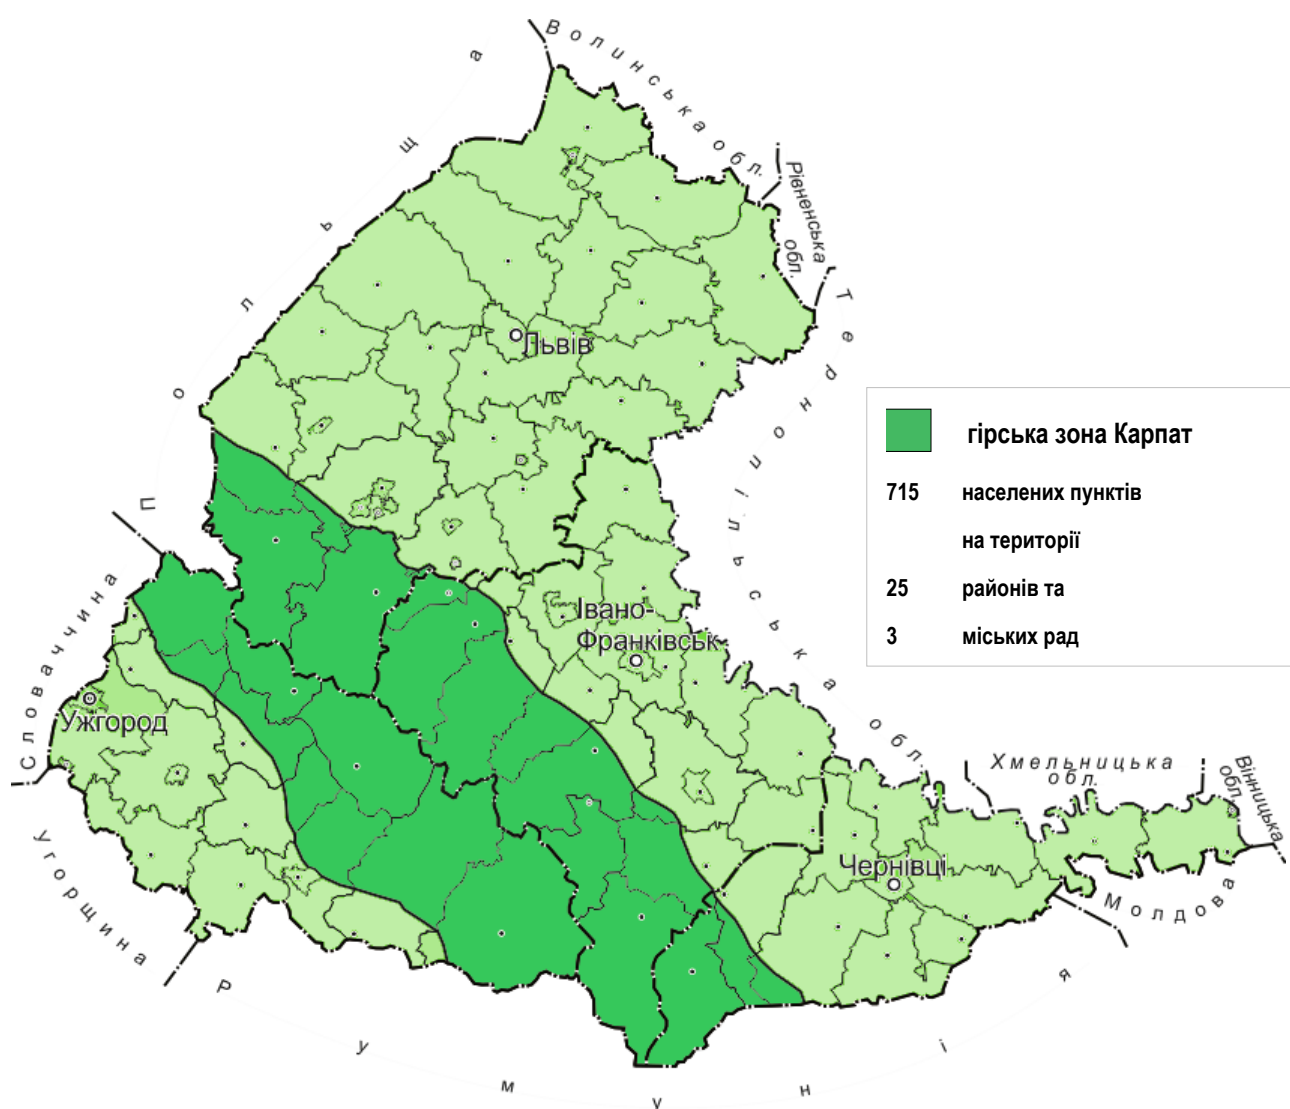 Польща
Волинська обл.
Рівненська
обл.
Тернопільська обл.
Львів
гірська зона Карпат
715 населених пунктів
на території
25 районів та
3 міських рад
Івано-
Франківськ
Словаччина
Ужгород
Хмельницька
обл.
Вінницька
обл.
Чернівці
Молдова
Угорщина
Румунія